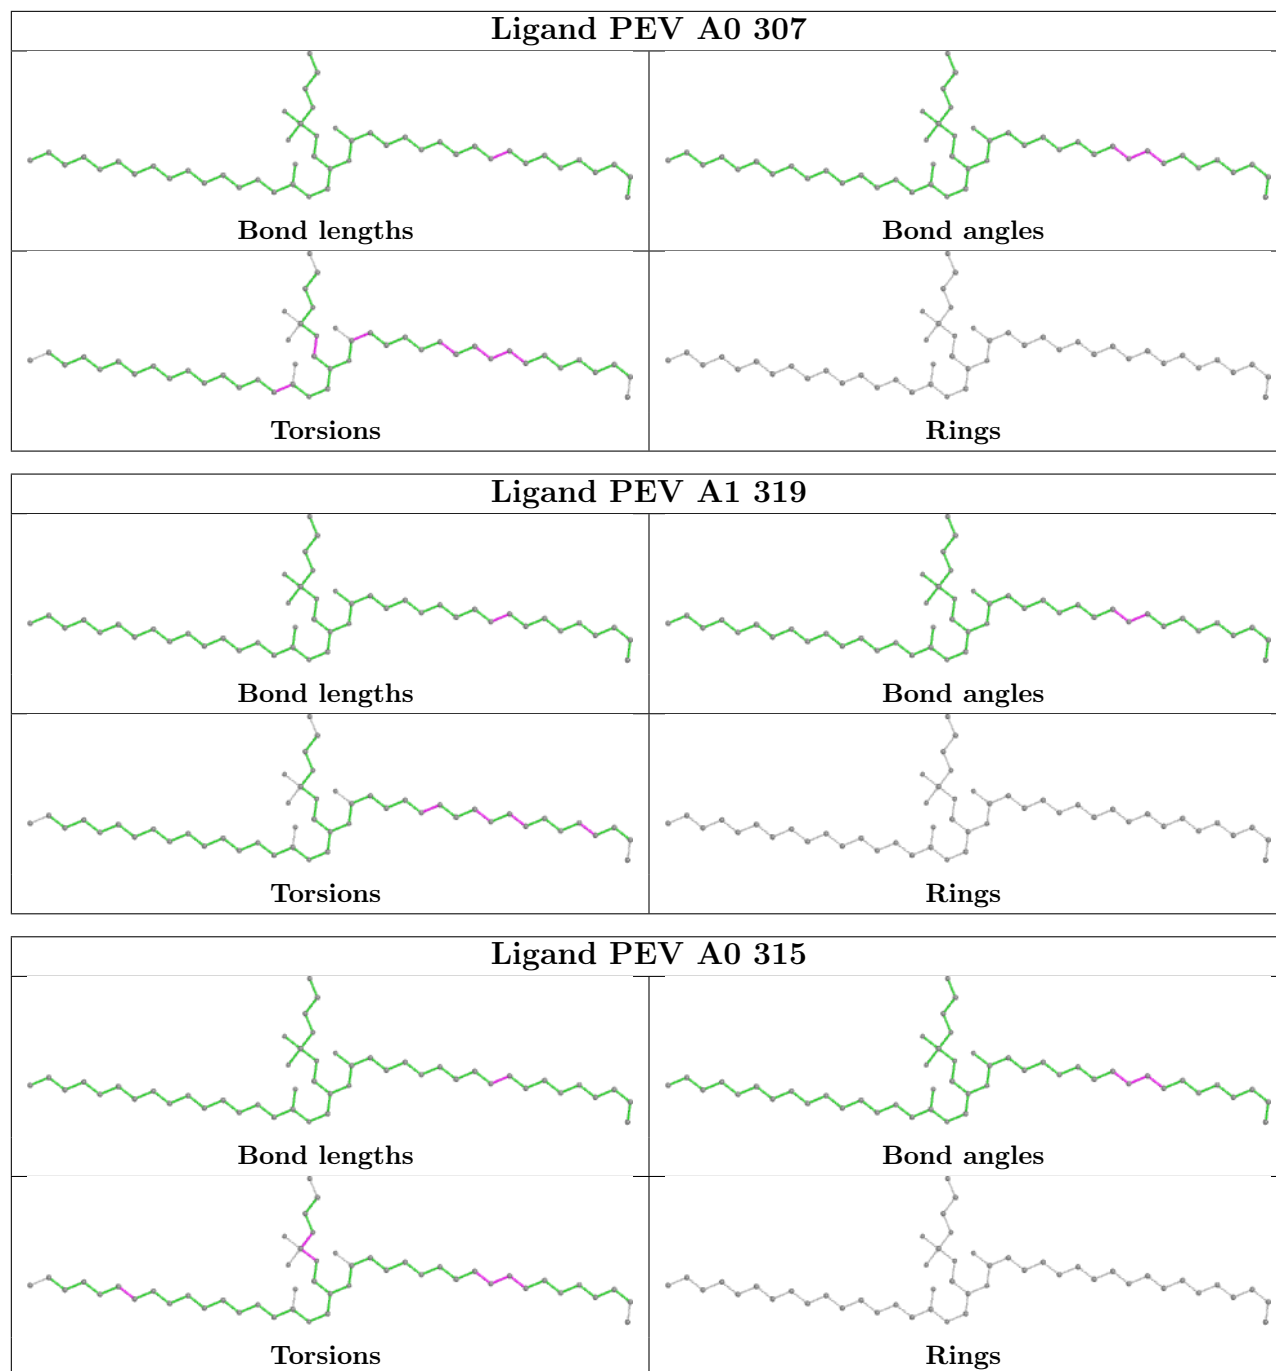 Ligand PEV A0 307
Bond lengths
Bond angles
Torsions
Rings
Ligand PEV A1 319
Bond lengths
Bond angles
Torsions
Rings
Ligand PEV A0 315
Bond lengths
Bond angles
Torsions
Rings